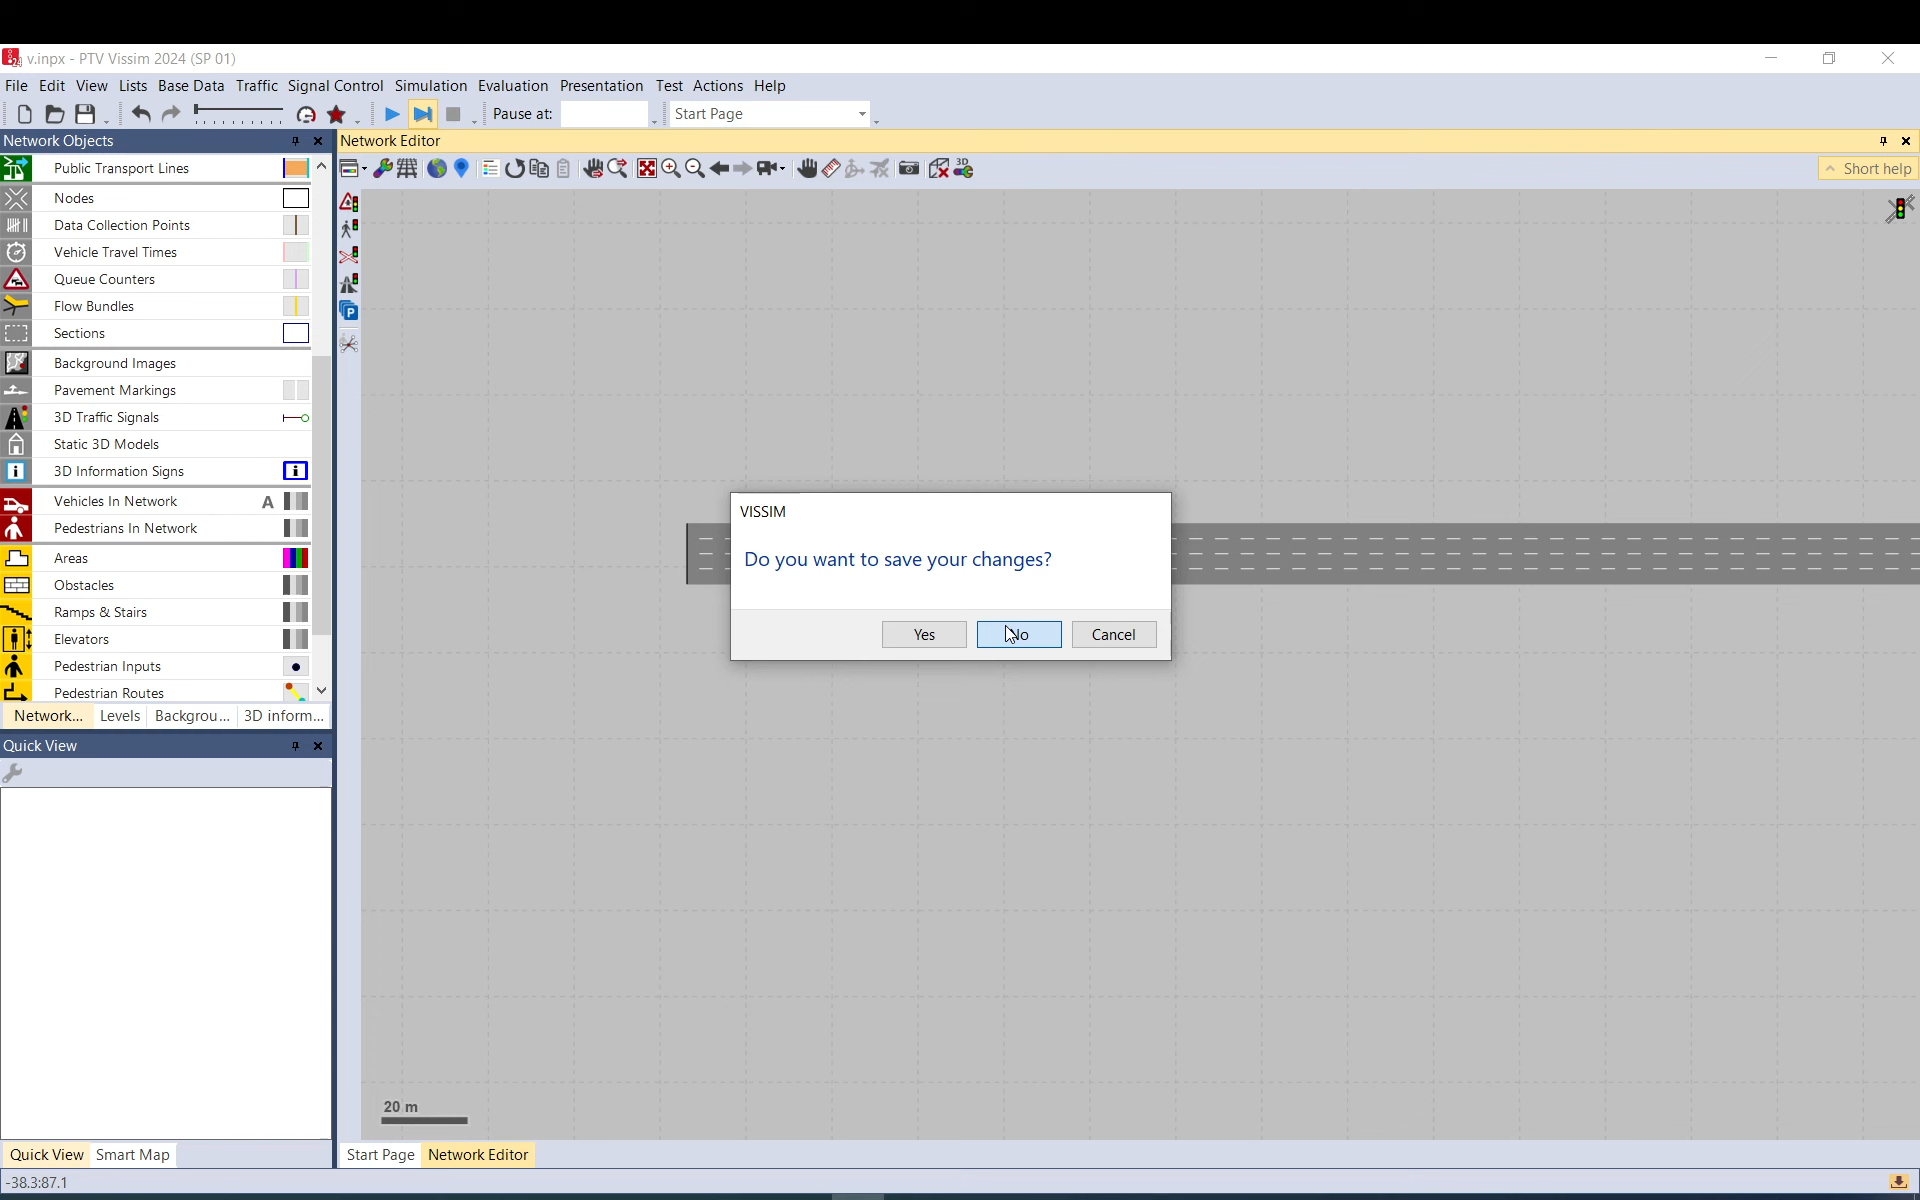 v.inpx - PTV Vissim 2024 (SP 01)
File Edit View Lists Base Data Traffic Signal Control Simulation Evaluation Presentation Test Actions Help
Pause at: Start Page
Network Objects
Network Editor
Short help
Public Transport Lines
Nodes
Data Collection Points
Vehicle Travel Times
Queue Counters
Flow Bundles
Sections
Background Images
Pavement Markings
3D Traffic Signals
Static 3D Models
3D Information Signs
Vehicles In Network A
Pedestrians In Network
Areas
Obstacles
Ramps & Stairs
Elevators
Pedestrian Inputs
Pedestrian Routes
Network... Levels Backgrou... 3D inform...
VISSIM
Do you want to save your changes?
Yes No Cancel
Quick View
20 m
Quick View Smart Map
Start Page Network Editor
-38.3:87.1